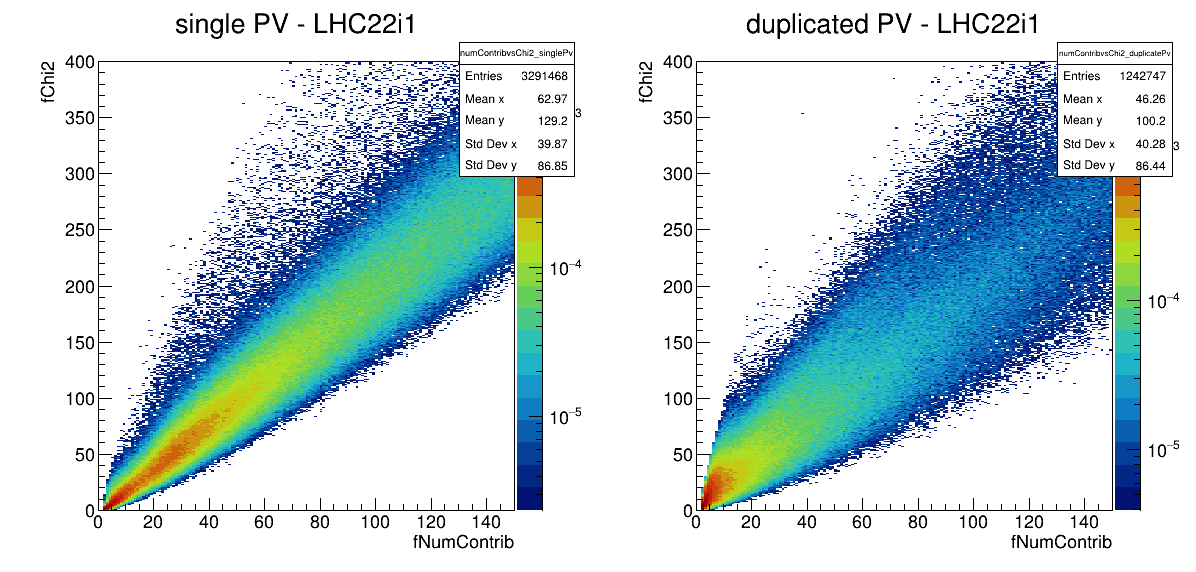 single PV - LHC22i1
numContribvsChi2_singlePv
Entries 3291468
Mean x 62.97
Mean y 129.2
Std Dev x 39.87
Std Dev y 86.85
fChi2
400
350
300
250
200
150
100
50
0
0 20 40 60 80 100 120 140
fNumContrib
3
10−4
10−5
duplicated PV - LHC22i1
numContribvsChi2_duplicatePv
Entries 1242747
Mean x 46.26
Mean y 100.2
Std Dev x 40.28
Std Dev y 86.44
fChi2
400
350
300
250
200
150
100
50
0
0 20 40 60 80 100 120 140
fNumContrib
3
10−4
10−5